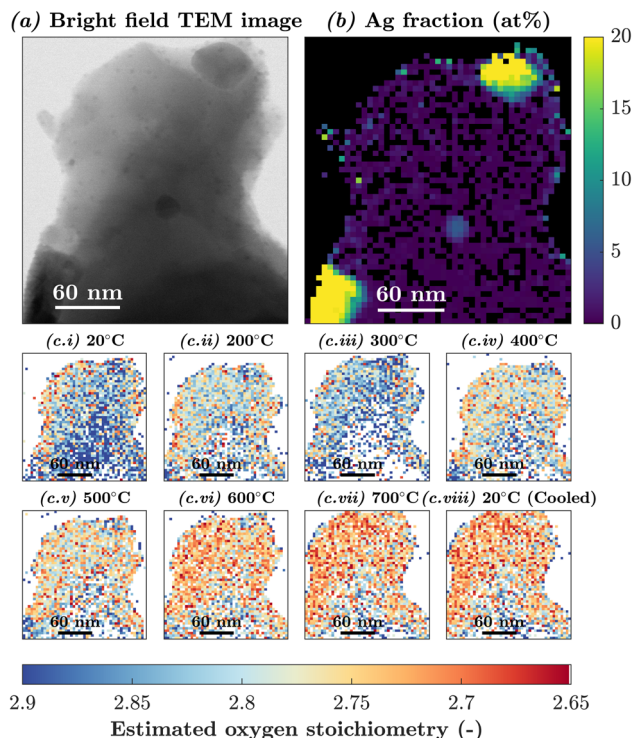 (a) Bright field TEM image
(b) Ag fraction (at%)
60 nm
60 nm
20
15
10
5
0
(c.i) 20°C
(c.ii) 200°C
(c.iii) 300°C
(c.iv) 400°C
60 nm
60 nm
60 nm
60 nm
(c.v) 500°C
(c.vi) 600°C
(c.vii) 700°C
(c.viii) 20°C (Cooled)
60 nm
60 nm
60 nm
60 nm
2.9
2.85
2.8
2.75
2.7
2.65
Estimated oxygen stoichiometry (-)